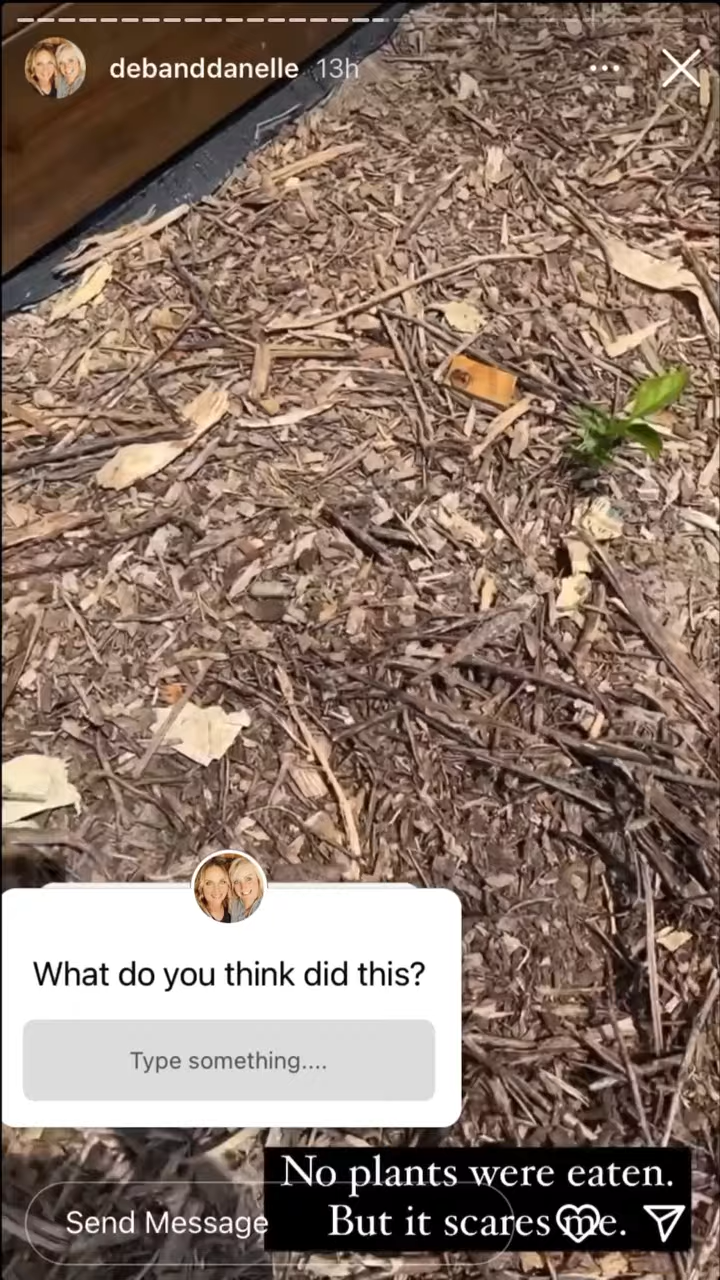 debanddanelle 13h
What do you think did this?
Type something....
No plants were eaten.
But it scares me.
Send Message